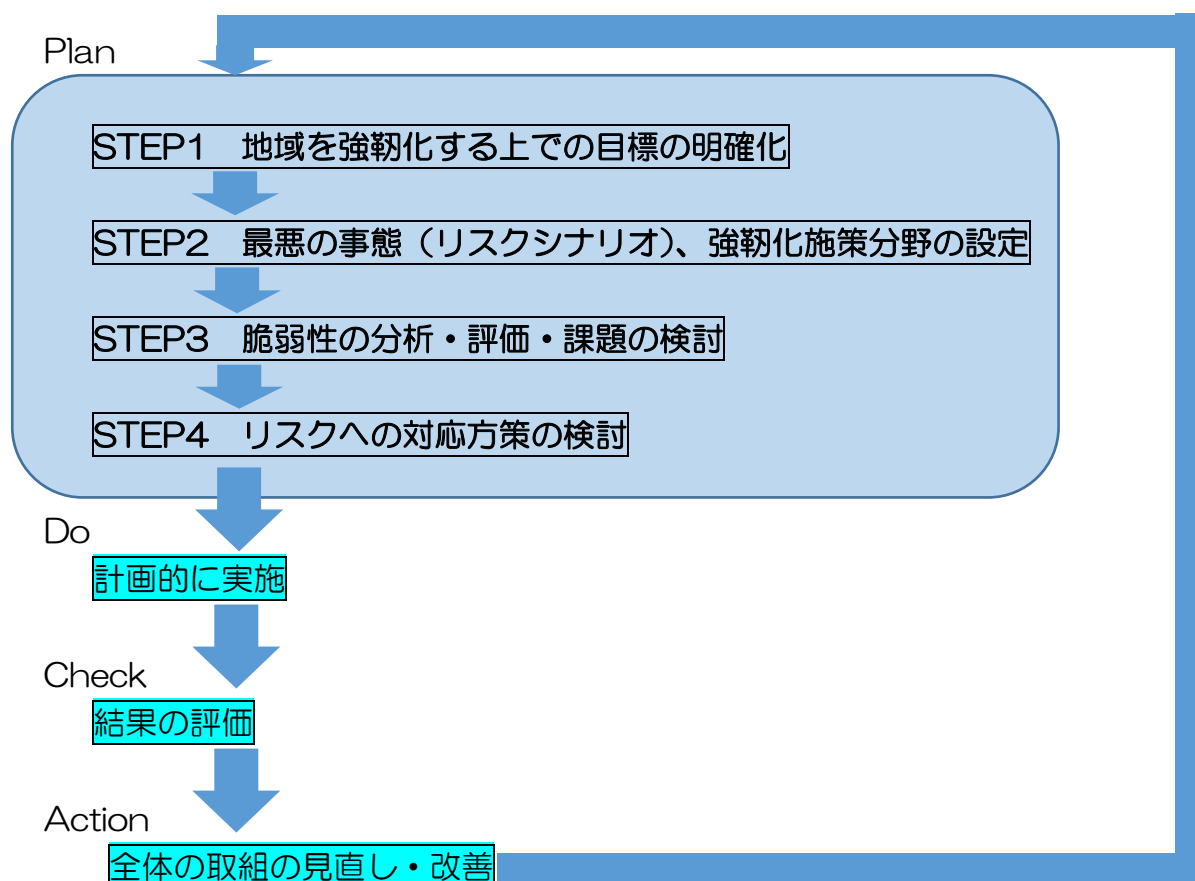 Plan
STEP1　地域を強靱化する上での目標の明確化
STEP2　最悪の事態（リスクシナリオ）、強靱化施策分野の設定
STEP3　脆弱性の分析・評価・課題の検討
STEP4　リスクへの対応方策の検討
Do
計画的に実施
Check
結果の評価
Action
全体の取組の見直し・改善